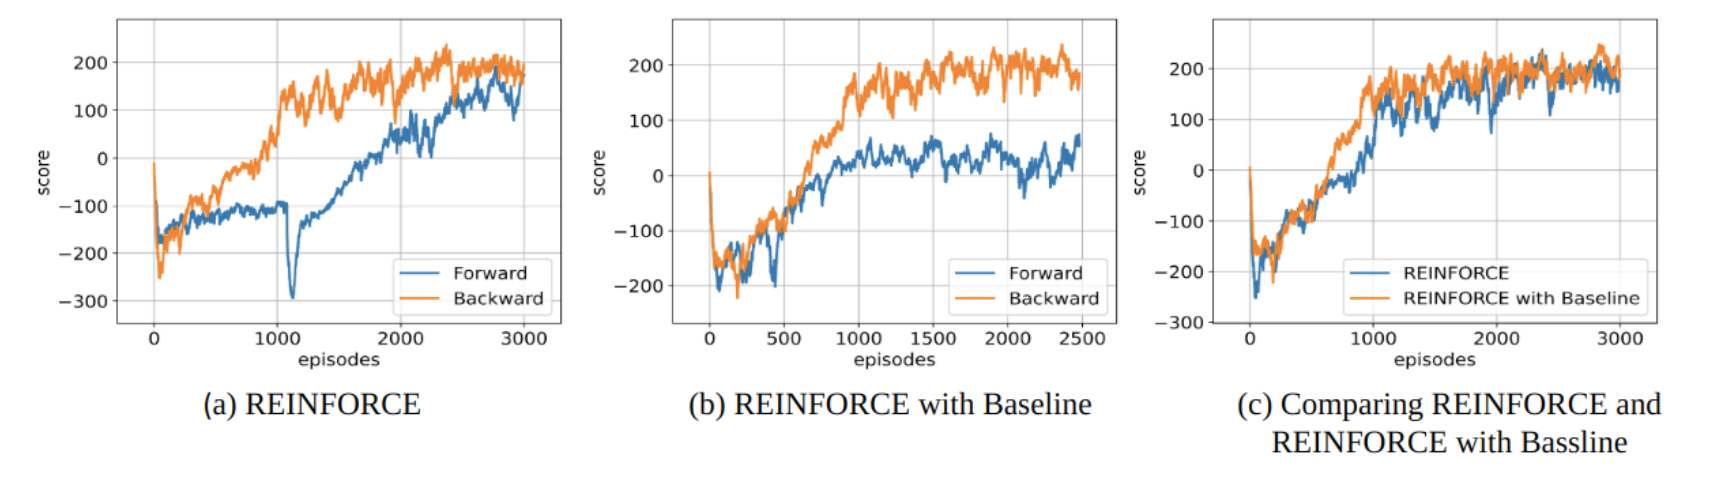 200
100
0
−100
−200
−300
score
Forward
Backward
0 1000 2000 3000
episodes
(a) REINFORCE
200
100
0
−100
−200
score
Forward
Backward
0 500 1000 1500 2000 2500
episodes
(b) REINFORCE with Baseline
200
100
0
−100
−200
−300
score
REINFORCE
REINFORCE with Baseline
0 1000 2000 3000
episodes
(c) Comparing REINFORCE and
REINFORCE with Bassline